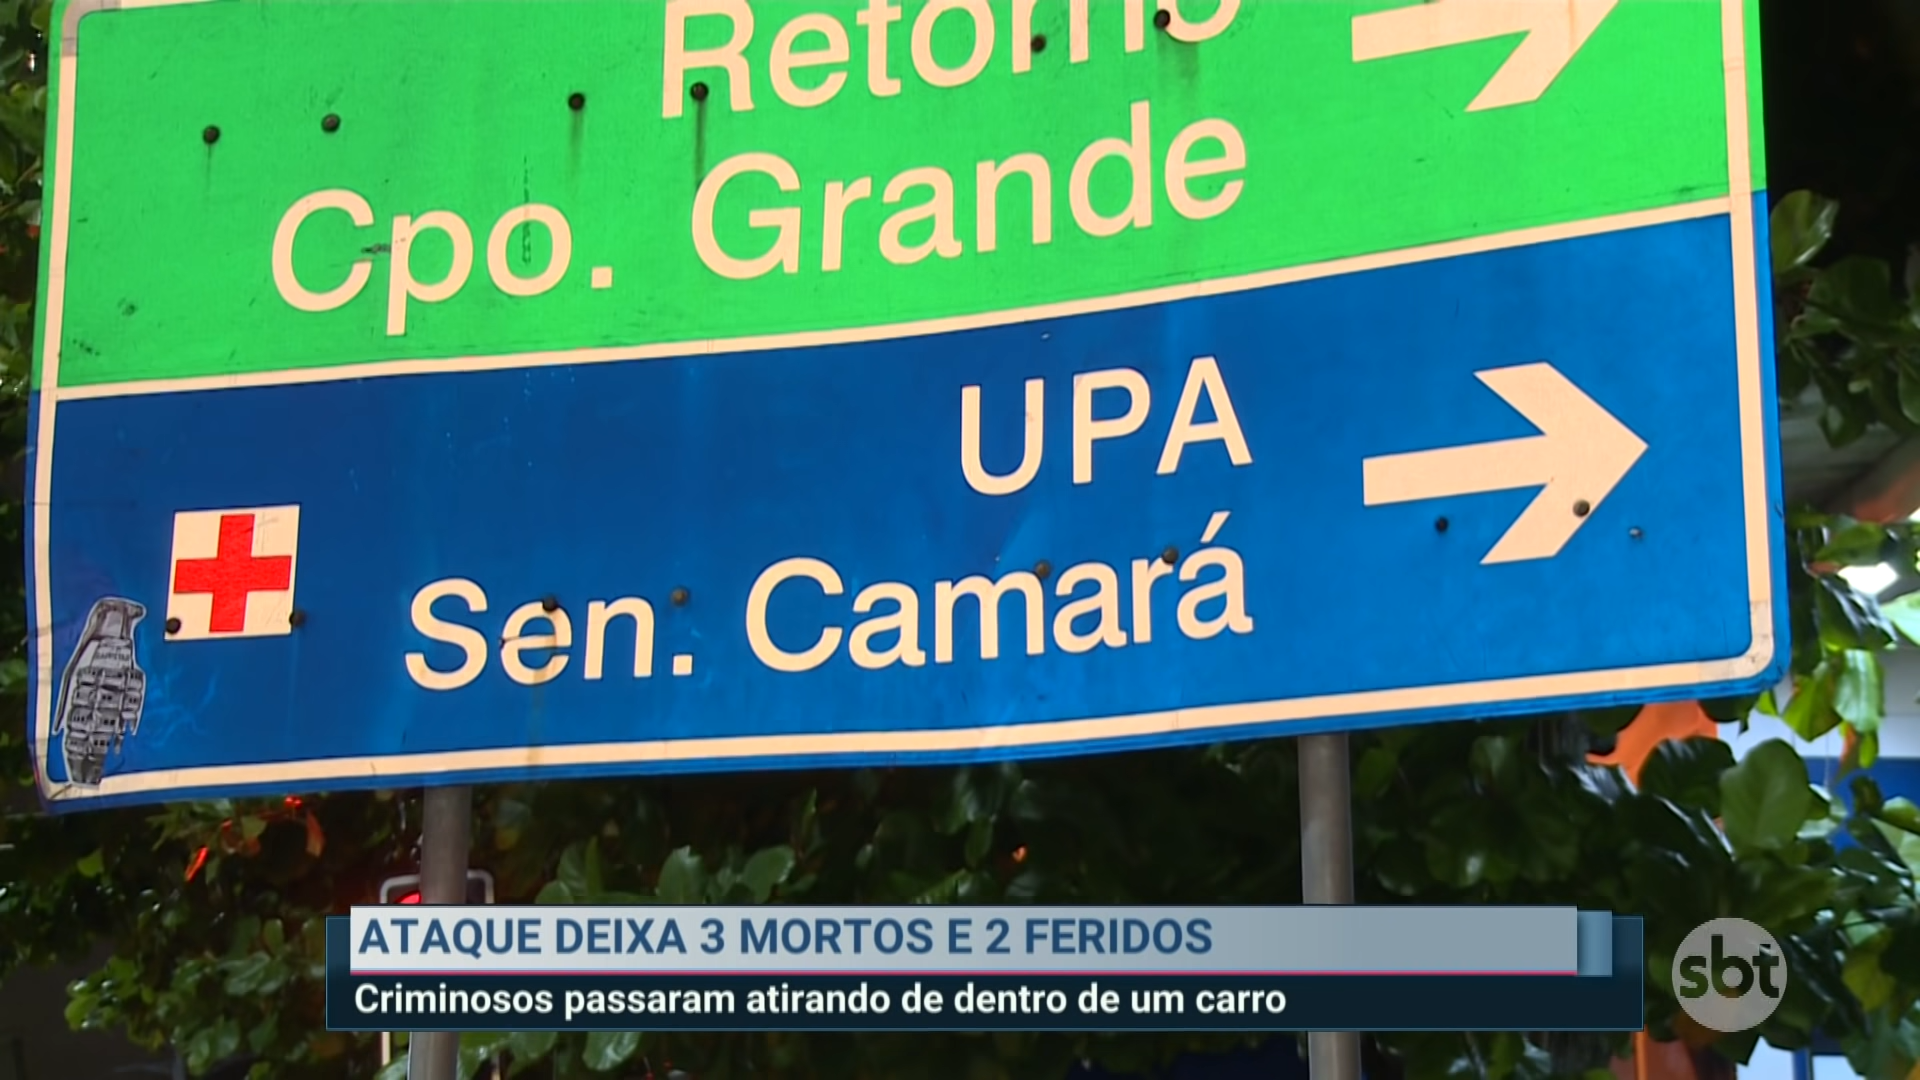 Retorno
Cpo. Grande
UPA
Sen. Camará
ATAQUE DEIXA 3 MORTOS E 2 FERIDOS
Criminosos passaram atirando de dentro de um carro
sbt